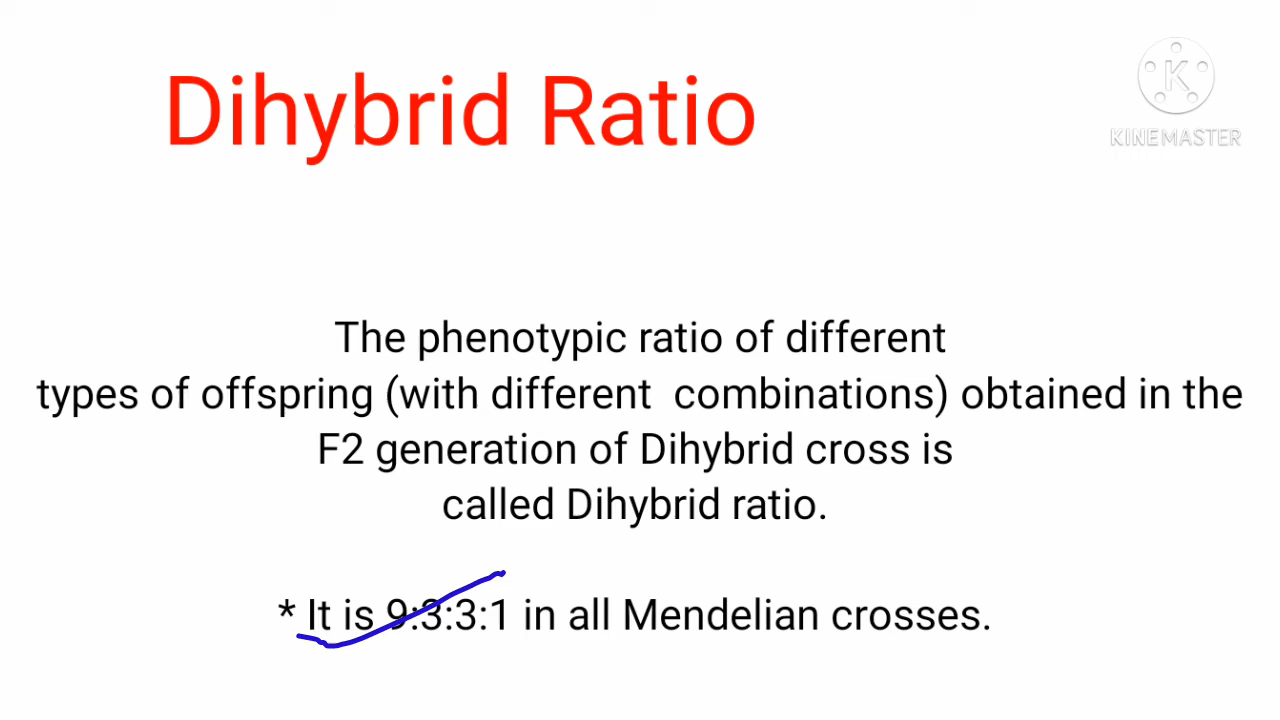 Dihybrid Ratio
K
KINEMASTER
The phenotypic ratio of different
types of offspring (with different combinations) obtained in the
F2 generation of Dihybrid cross is
called Dihybrid ratio.
* It is 9:3:3:1 in all Mendelian crosses.